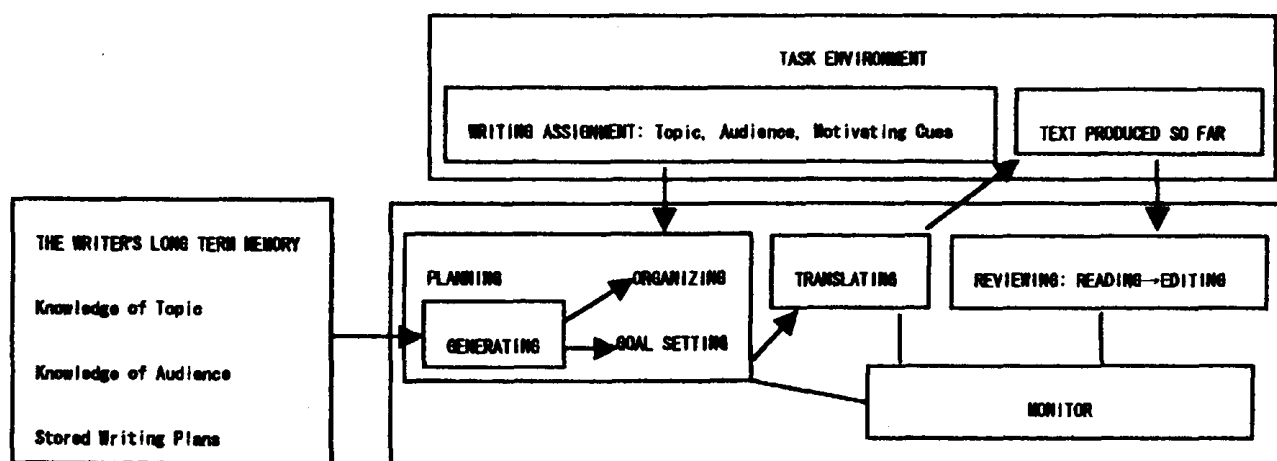 TASK ENVIRONMENT
WRITING ASSIGNMENT: Topic, Audience, Motivating Cues
TEXT PRODUCED SO FAR
THE WRITER'S LONG TERM MEMORY
Knowledge of Topic
Knowledge of Audience
Stored Writing Plans
PLANNING
ORGANIZING
GENERATING
GOAL SETTING
TRANSLATING
REVIEWING: READING→EDITING
MONITOR